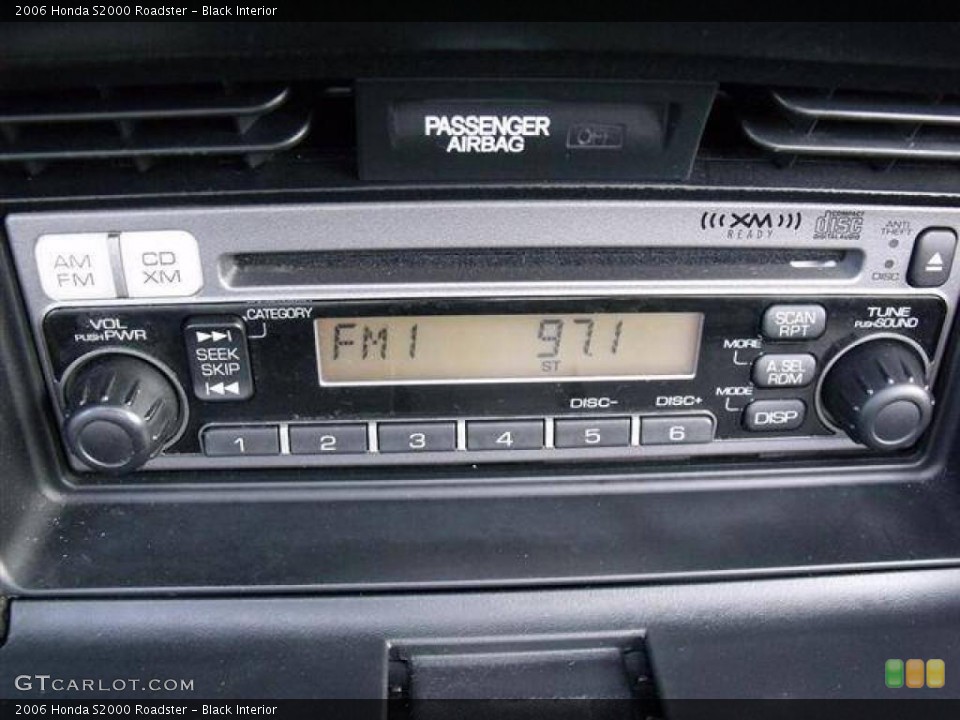 2006 Honda S2000 Roadster - Black Interior
PASSENGER
AIRBAG
OFF
(((XM)))
READY
COMPACT
disc
DIGITAL AUDIO
ANTI
THEFT
DISC
AM
FM
CD
XM
VOL
PUSH PWR
CATEGORY
SEEK
SKIP
FM1 97.1
ST
SCAN
RPT
TUNE
PUSH SOUND
MORE
A.SEL
RDM
MODE
DISP
DISC-
DISC+
1 2 3 4 5 6
GTCARLOT.COM
2006 Honda S2000 Roadster - Black Interior